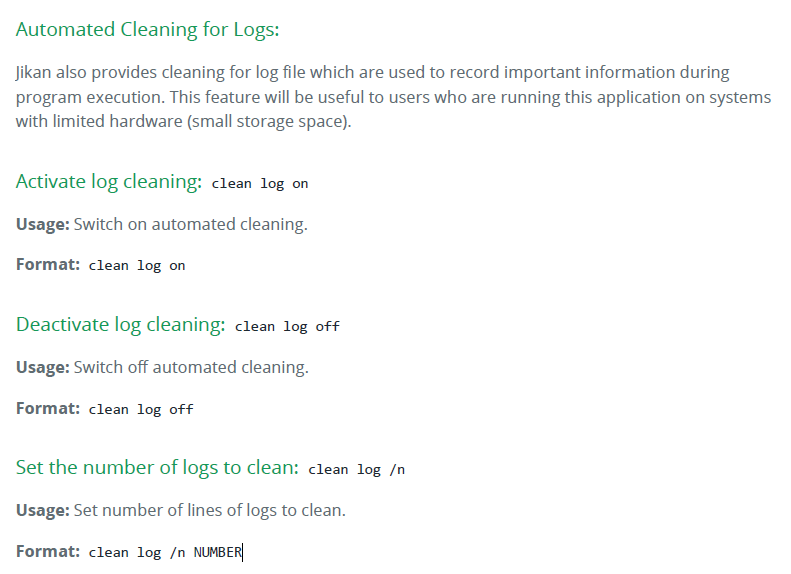 Automated Cleaning for Logs:
Jikan also provides cleaning for log file which are used to record important information during
program execution. This feature will be useful to users who are running this application on systems
with limited hardware (small storage space).
Activate log cleaning: clean log on
Usage: Switch on automated cleaning.
Format: clean log on
Deactivate log cleaning: clean log off
Usage: Switch off automated cleaning.
Format: clean log off
Set the number of logs to clean: clean log /n
Usage: Set number of lines of logs to clean.
Format: clean log /n NUMBER